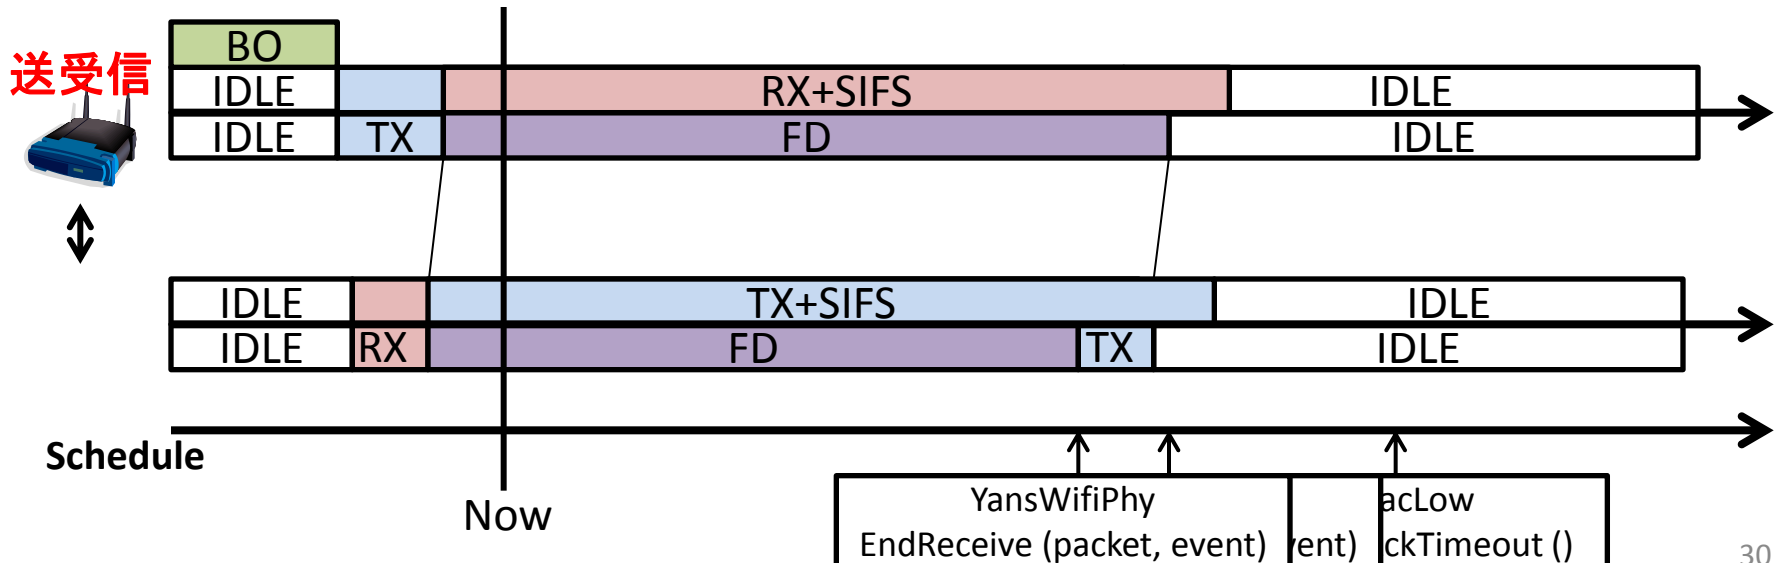 BO
送受信
IDLE RX+SIFS IDLE
IDLE TX FD IDLE
IDLE TX+SIFS IDLE
IDLE RX FD TX IDLE
Schedule
Now
YansWifiPhy acLow
EndReceive (packet, event) ent) ckTimeout ()
30